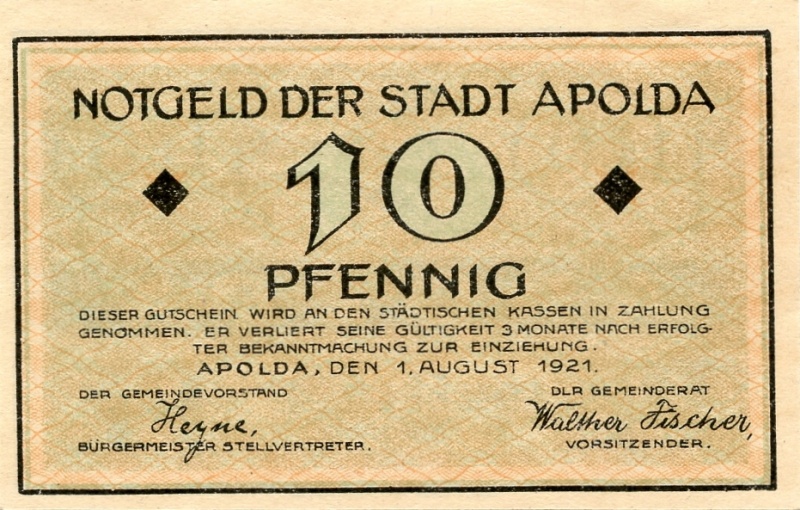 NOTGELD DER STADT APOLDA
10
PFENNIG
DIESER GUTSCHEIN WIRD AN DEN STÄDTISCHEN KASSEN IN ZAHLUNG
GENOMMEN. ER VERLIERT SEINE GÜLTIGKEIT 3 MONATE NACH ERFOLG-
TER BEKANNTMACHUNG ZUR EINZIEHUNG.
APOLDA, DEN 1. AUGUST 1921.
DER GEMEINDEVORSTAND
Heyne,
BÜRGERMEISTER STELLVERTRETER.
DER GEMEINDERAT
Walther Fischer,
VORSITZENDER.